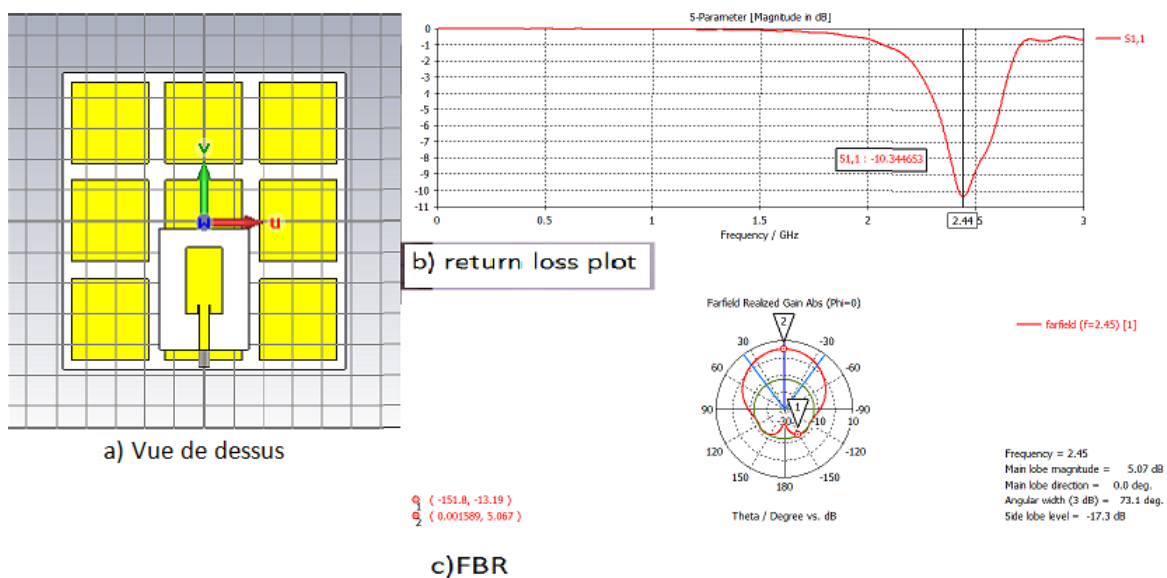 v
w
u
a) Vue de dessus
S-Parameter [Magnitude in dB]
0
-1
-2
-3
-4
-5
-6
-7
-8
-9
-10
-11
S1,1
S1,1 : -10.344653
0 0.5 1 1.5 2 2.44 5 3
Frequency / GHz
b) return loss plot
Farfield Realized Gain Abs (Phi=0)
farfield (f=2.45) [1]
2
30 -30
60 -60
1
90 -30 -10 10 -90
120 -120
150 -150
180
Theta / Degree vs. dB
1 ( -151.8, -13.19 )
2 ( 0.001589, 5.067 )
Frequency = 2.45
Main lobe magnitude = 5.07 dB
Main lobe direction = 0.0 deg.
Angular width (3 dB) = 73.1 deg.
Side lobe level = -17.3 dB
c)FBR